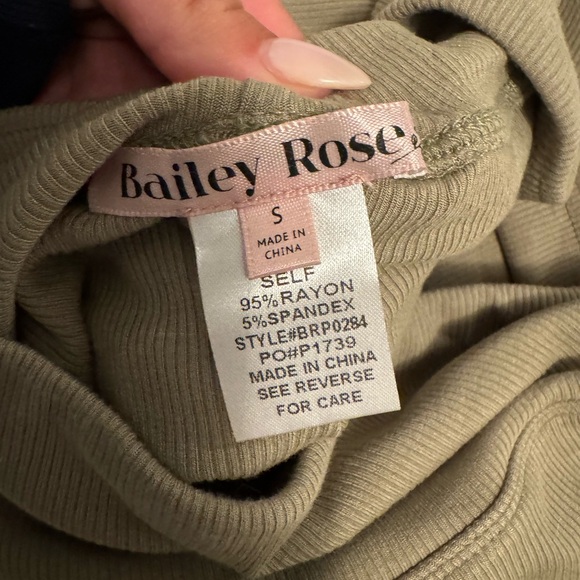 Bailey Rose
S
MADE IN
CHINA
SELF
95%RAYON
5%SPANDEX
STYLE#BRP0284
PO#P1739
MADE IN CHINA
SEE REVERSE
FOR CARE